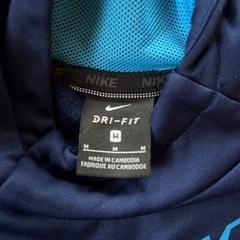 NIKE
NIKE
DRI-FIT
M
M M M
MADE IN CAMBODIA
FABRIQUÉ AU CAMBODGE